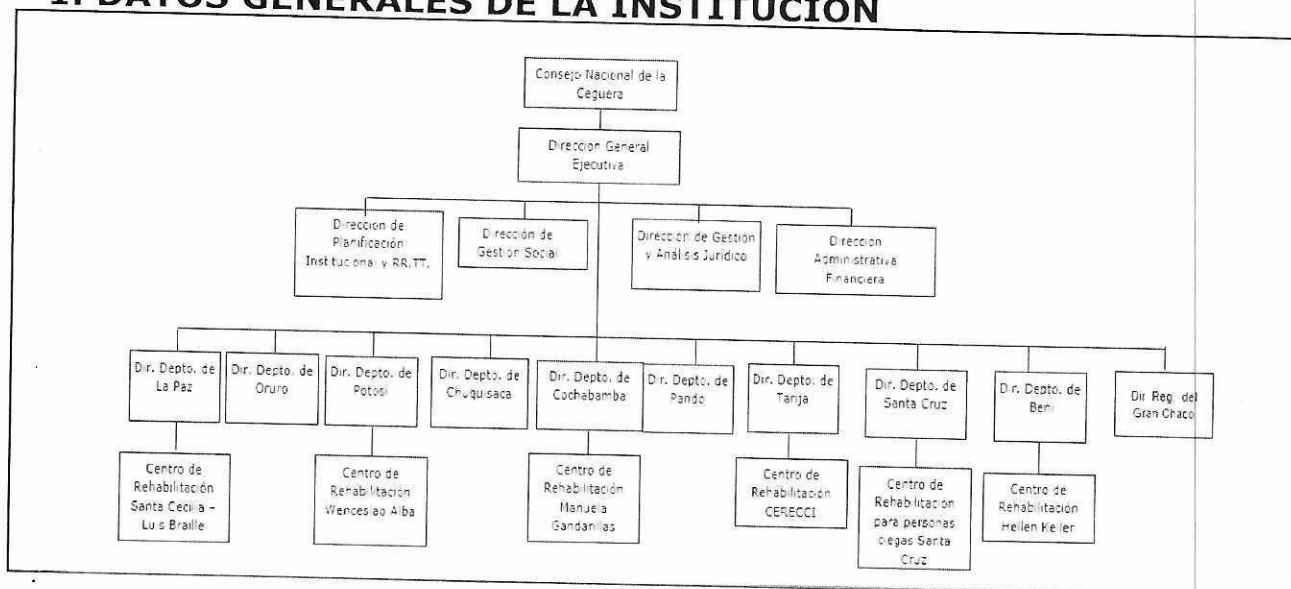 1. DATOS GENERALES DE LA INSTITUCIÓN
Consejo Nacional de la
Ceguera
Dirección General
Ejecutiva
Dirección de
Planificación
Institucional y RR.TT.
Dirección de
Gestión Social
Dirección de Gestión
y Análisis Jurídico
Dirección
Administrativa
Financiera
Dir. Depto. de
La Paz
Dir. Depto. de
Oruro
Dir. Depto. de
Potosí
Dir. Depto. de
Chuquisaca
Dir. Depto. de
Cochabamba
Dir. Depto. de
Pando
Dir. Depto. de
Tarija
Dir. Depto. de
Santa Cruz
Dir. Depto. de
Beni
Dir Reg. del
Gran Chaco
Centro de
Rehabilitación
Santa Cecilia –
Luis Braille
Centro de
Rehabilitación
Wenceslao Alba
Centro de
Rehabilitación
Manuela
Gandarillas
Centro de
Rehabilitación
CERECCI
Centro de
Rehabilitación
para personas
ciegas Santa
Cruz
Centro de
Rehabilitación
Hellen Keller